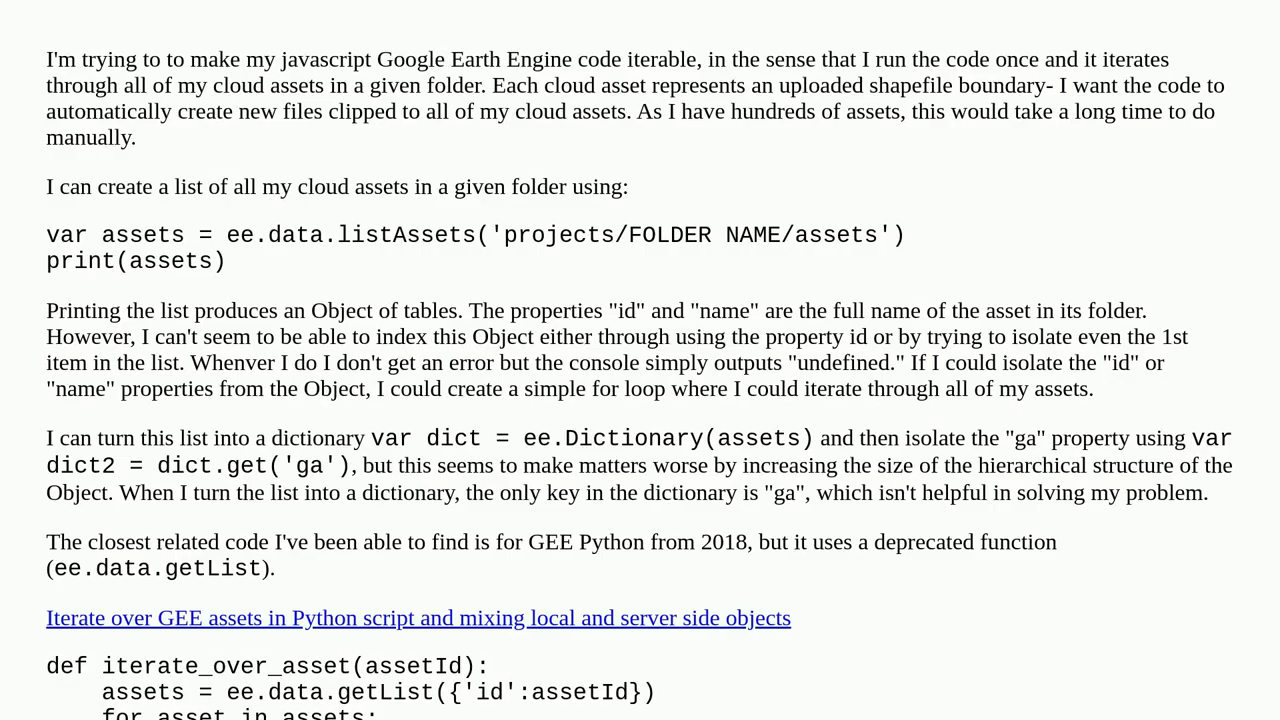 I'm trying to to make my javascript Google Earth Engine code iterable, in the sense that I run the code once and it iterates
through all of my cloud assets in a given folder. Each cloud asset represents an uploaded shapefile boundary- I want the code to
automatically create new files clipped to all of my cloud assets. As I have hundreds of assets, this would take a long time to do
manually.
I can create a list of all my cloud assets in a given folder using:
var assets = ee.data.listAssets('projects/FOLDER NAME/assets')
print(assets)
Printing the list produces an Object of tables. The properties "id" and "name" are the full name of the asset in its folder.
However, I can't seem to be able to index this Object either through using the property id or by trying to isolate even the 1st
item in the list. Whenver I do I don't get an error but the console simply outputs "undefined." If I could isolate the "id" or
"name" properties from the Object, I could create a simple for loop where I could iterate through all of my assets.
I can turn this list into a dictionary var dict = ee.Dictionary(assets) and then isolate the "ga" property using var
dict2 = dict.get('ga'), but this seems to make matters worse by increasing the size of the hierarchical structure of the
Object. When I turn the list into a dictionary, the only key in the dictionary is "ga", which isn't helpful in solving my problem.
The closest related code I've been able to find is for GEE Python from 2018, but it uses a deprecated function
(ee.data.getList).
Iterate over GEE assets in Python script and mixing local and server side objects
def iterate_over_asset(assetId):
    assets = ee.data.getList({'id':assetId})
    for asset in assets: